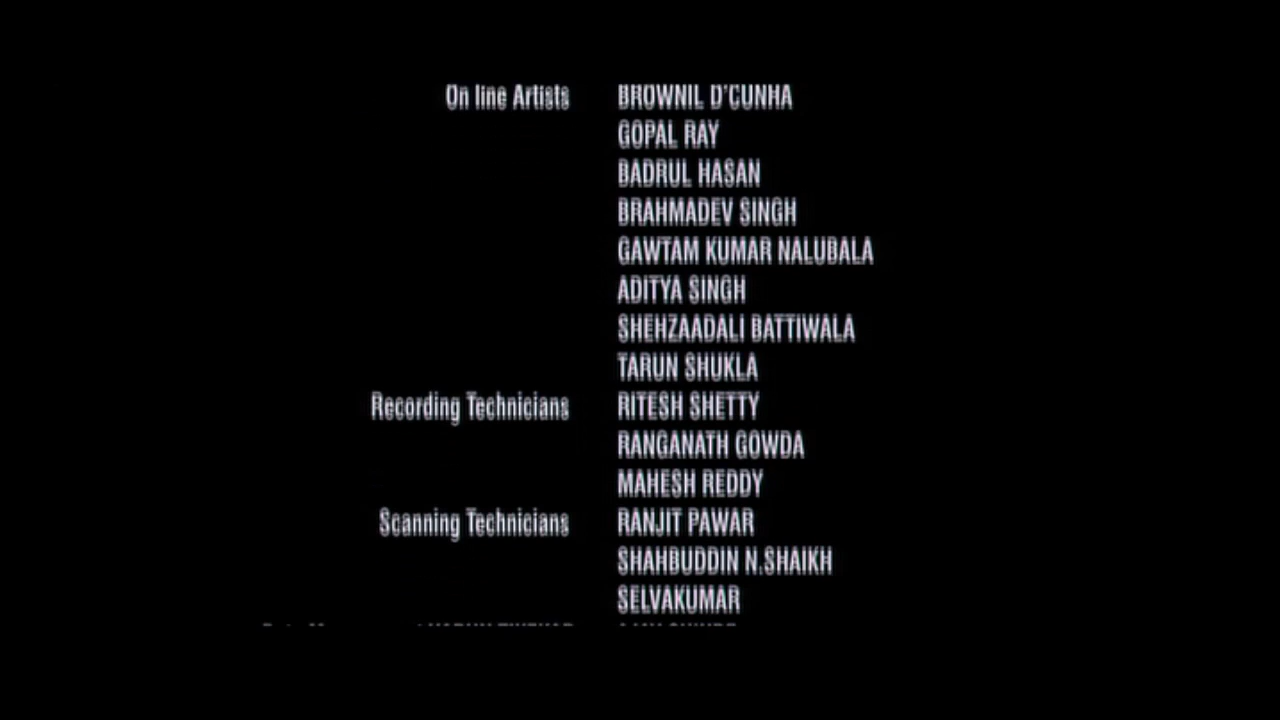 On line Artists BROWNIL D'CUNHA
GOPAL RAY
BADRUL HASAN
BRAHMADEV SINGH
GAWTAM KUMAR NALUBALA
ADITYA SINGH
SHEHZAADALI BATTIWALA
TARUN SHUKLA
Recording Technicians RITESH SHETTY
RANGANATH GOWDA
MAHESH REDDY
Scanning Technicians RANJIT PAWAR
SHAHBUDDIN N.SHAIKH
SELVAKUMAR